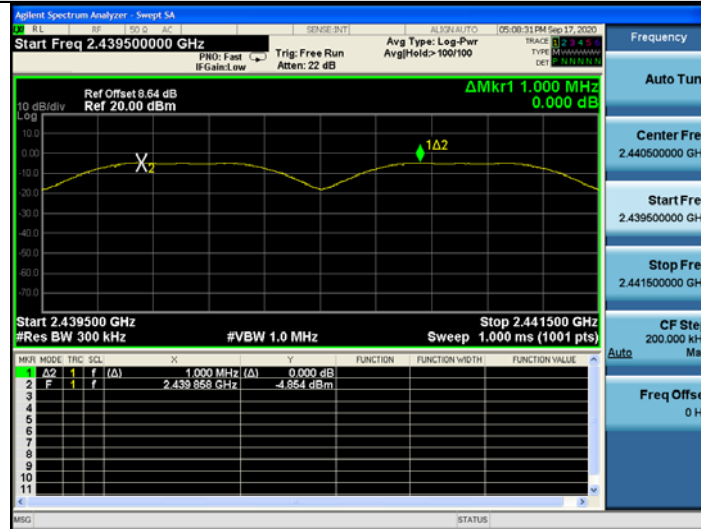 Agilent Spectrum Analyzer - Swept SA
RL RF 50 Ω AC SENSE:INT ALIGNAUTO 05:08:31 PM Sep 17, 2020
Start Freq 2.439500000 GHz
PNO: Fast
IFGain:Low
Trig: Free Run
Atten: 22 dB
Avg Type: Log-Pwr
Avg|Hold:>100/100
TRACE 1 2 3 4 5 6
TYPE M
DET P N N N N N
ΔMkr1 1.000 MHz
0.000 dB
Ref Offset 8.64 dB
Ref 20.00 dBm
10 dB/div
Log
10.0
0.00
-10.0
-20.0
-30.0
-40.0
-50.0
-60.0
-70.0
X2
1Δ2
Start 2.439500 GHz Stop 2.441500 GHz
#Res BW 300 kHz #VBW 1.0 MHz Sweep 1.000 ms (1001 pts)
MKR MODE TRC SCL X Y FUNCTION FUNCTION WIDTH FUNCTION VALUE
1 Δ2 1 f (Δ) 1.000 MHz (Δ) 0.000 dB
2 F 1 f 2.439 858 GHz -4.854 dBm
3
4
5
6
7
8
9
10
11
MSG STATUS
Frequency
Auto Tun
Center Fre
2.440500000 GH
Start Fre
2.439500000 GH
Stop Fre
2.441500000 GH
CF Ste
200.000 kH
Auto Ma
Freq Offse
0 H